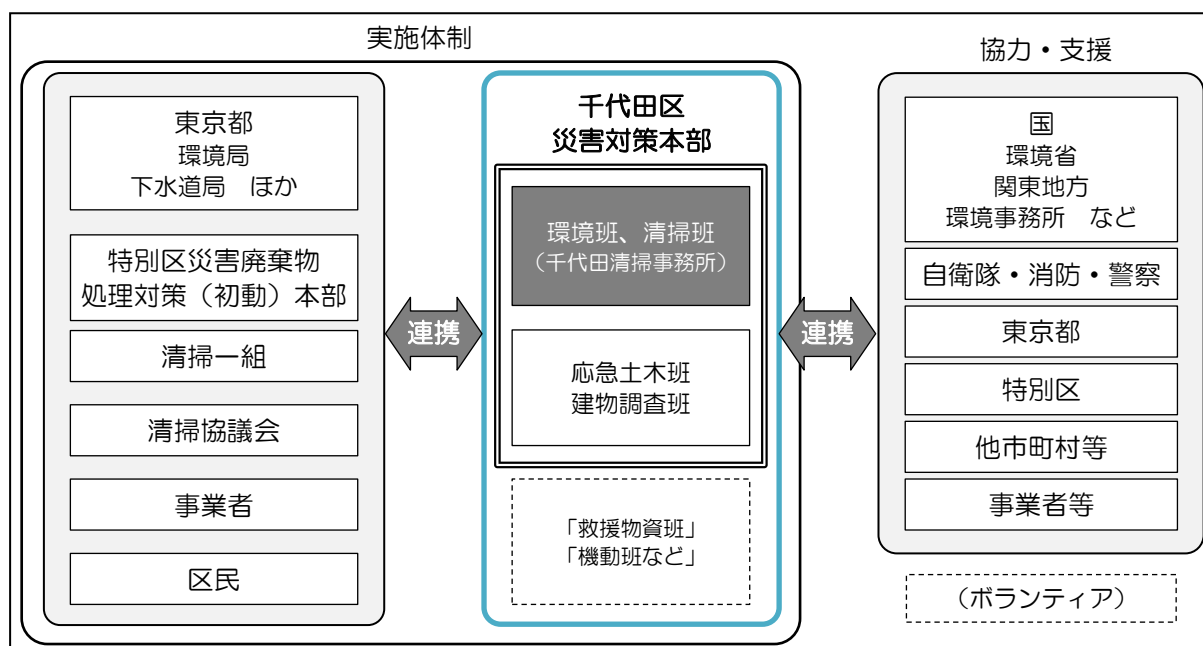 実施体制
東京都
環境局
下水道局　ほか
特別区災害廃棄物
処理対策（初動）本部
清掃一組
清掃協議会
事業者
区民
連携
千代田区
災害対策本部
環境班、清掃班
（千代田清掃事務所）
応急土木班
建物調査班
「救援物資班」
「機動班など」
連携
協力・支援
国
環境省
関東地方
環境事務所　など
自衛隊・消防・警察
東京都
特別区
他市町村等
事業者等
（ボランティア）